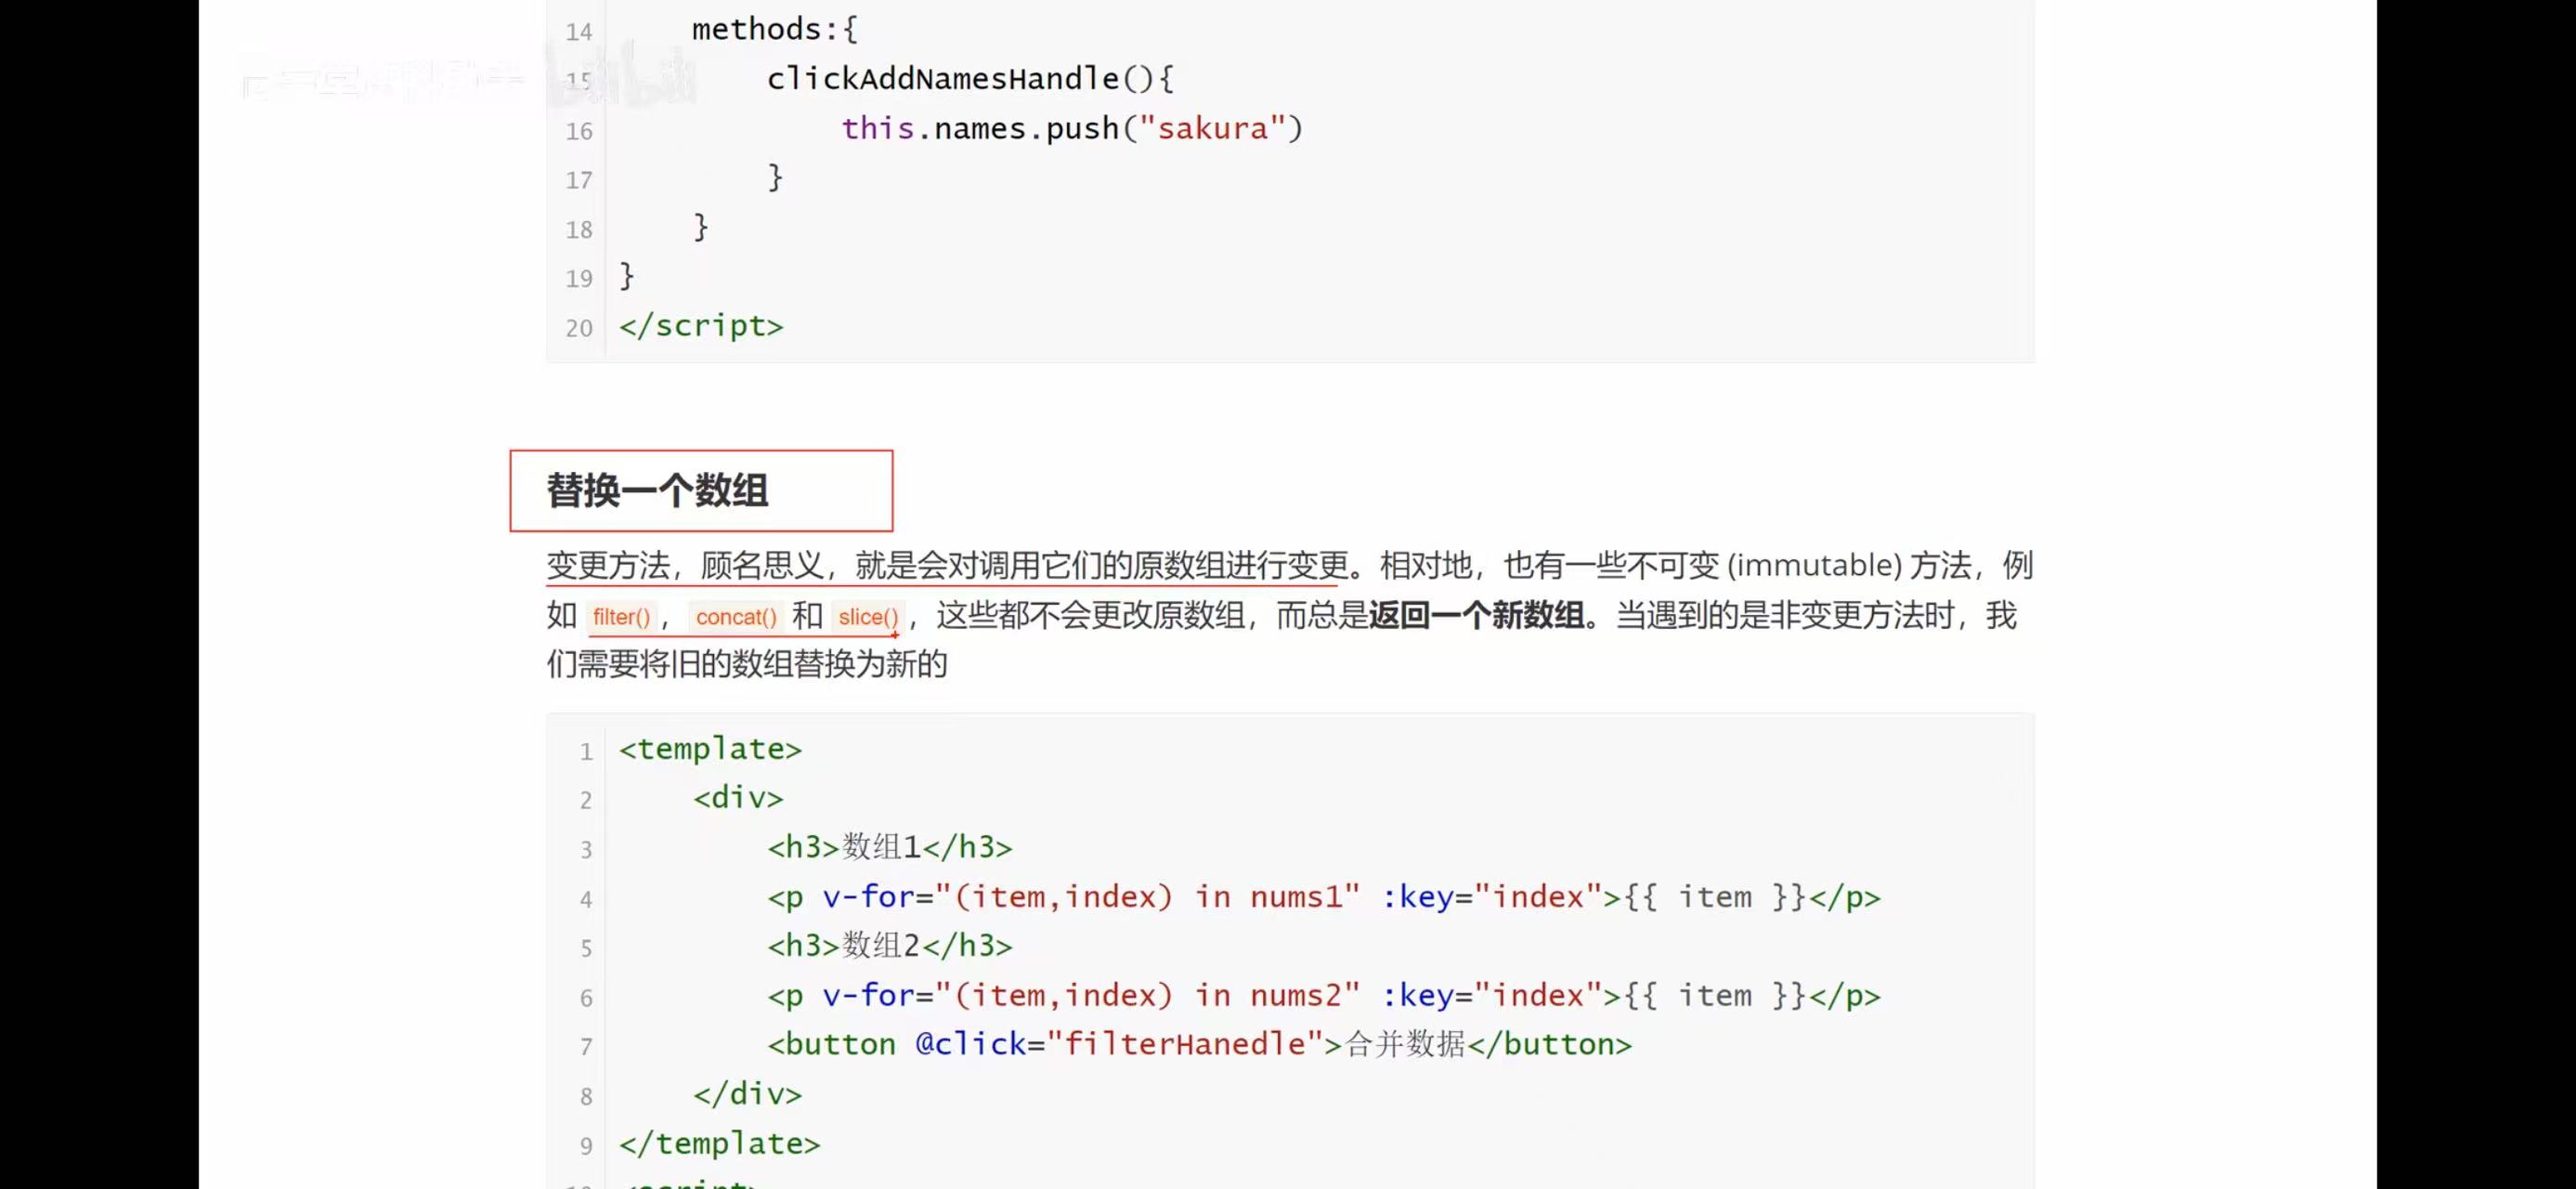 14 methods:{
15 clickAddNamesHandle(){
16 this.names.push("sakura")
17 }
18 }
19 }
20 </script>
替换一个数组
变更方法，顾名思义，就是会对调用它们的原数组进行变更。相对地，也有一些不可变 (immutable) 方法，例
如 filter() ， concat() 和 slice() ，这些都不会更改原数组，而总是返回一个新数组。当遇到的是非变更方法时，我
们需要将旧的数组替换为新的
1 <template>
2 <div>
3 <h3>数组1</h3>
4 <p v-for="(item,index) in nums1" :key="index">{{ item }}</p>
5 <h3>数组2</h3>
6 <p v-for="(item,index) in nums2" :key="index">{{ item }}</p>
7 <button @click="filterHanedle">合并数据</button>
8 </div>
9 </template>